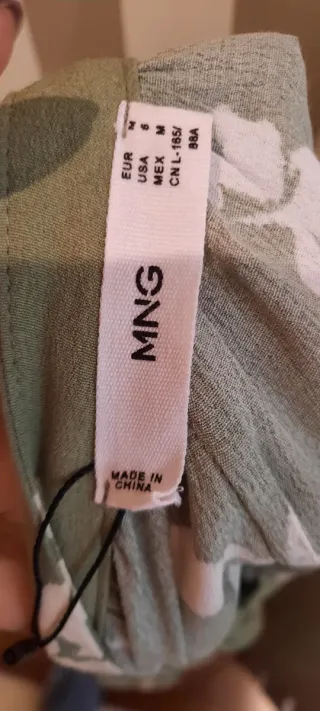 EUR M
USA 6
MEX M
CN L-165/
88A
MNG
MADE IN
CHINA